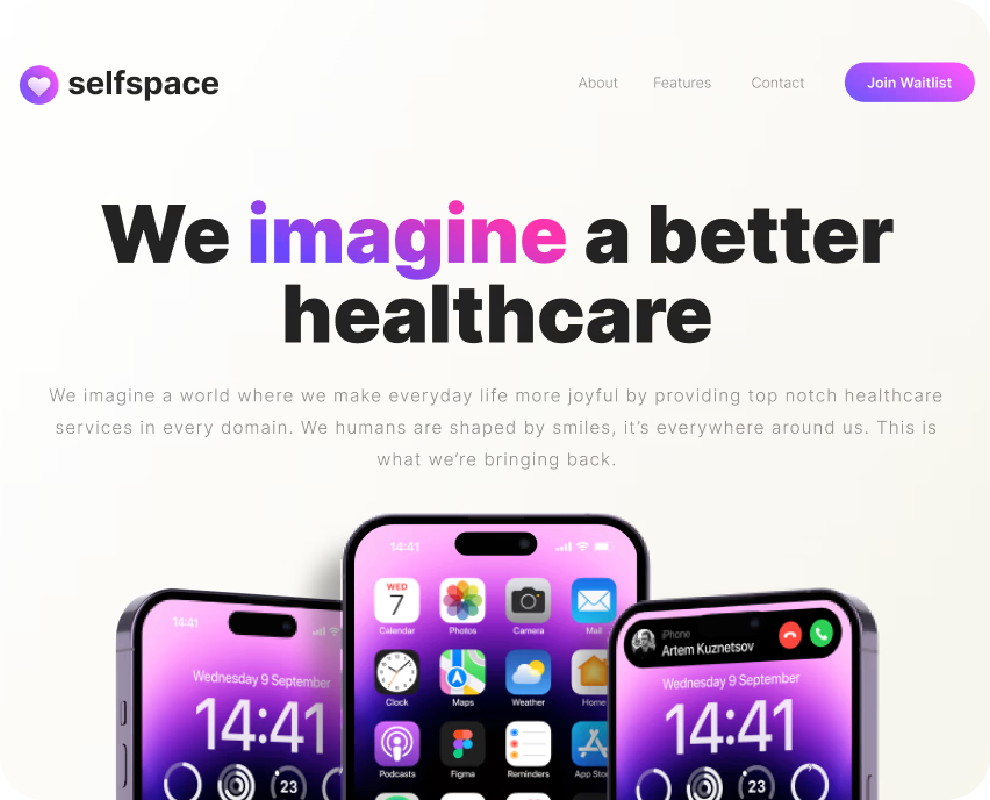 selfspace
About Features Contact Join Waitlist
We imagine a better
healthcare
We imagine a world where we make everyday life more joyful by providing top notch healthcare
services in every domain. We humans are shaped by smiles, it’s everywhere around us. This is
what we’re bringing back.
14:41
WED
7
Calendar Photos Camera Mail
Clock Maps Weather Home
Podcasts Figma Reminders App Stor
14:41
Wednesday 9 September
14:41
23
iPhone
Artem Kuznetsov
Wednesday 9 September
14:41
23